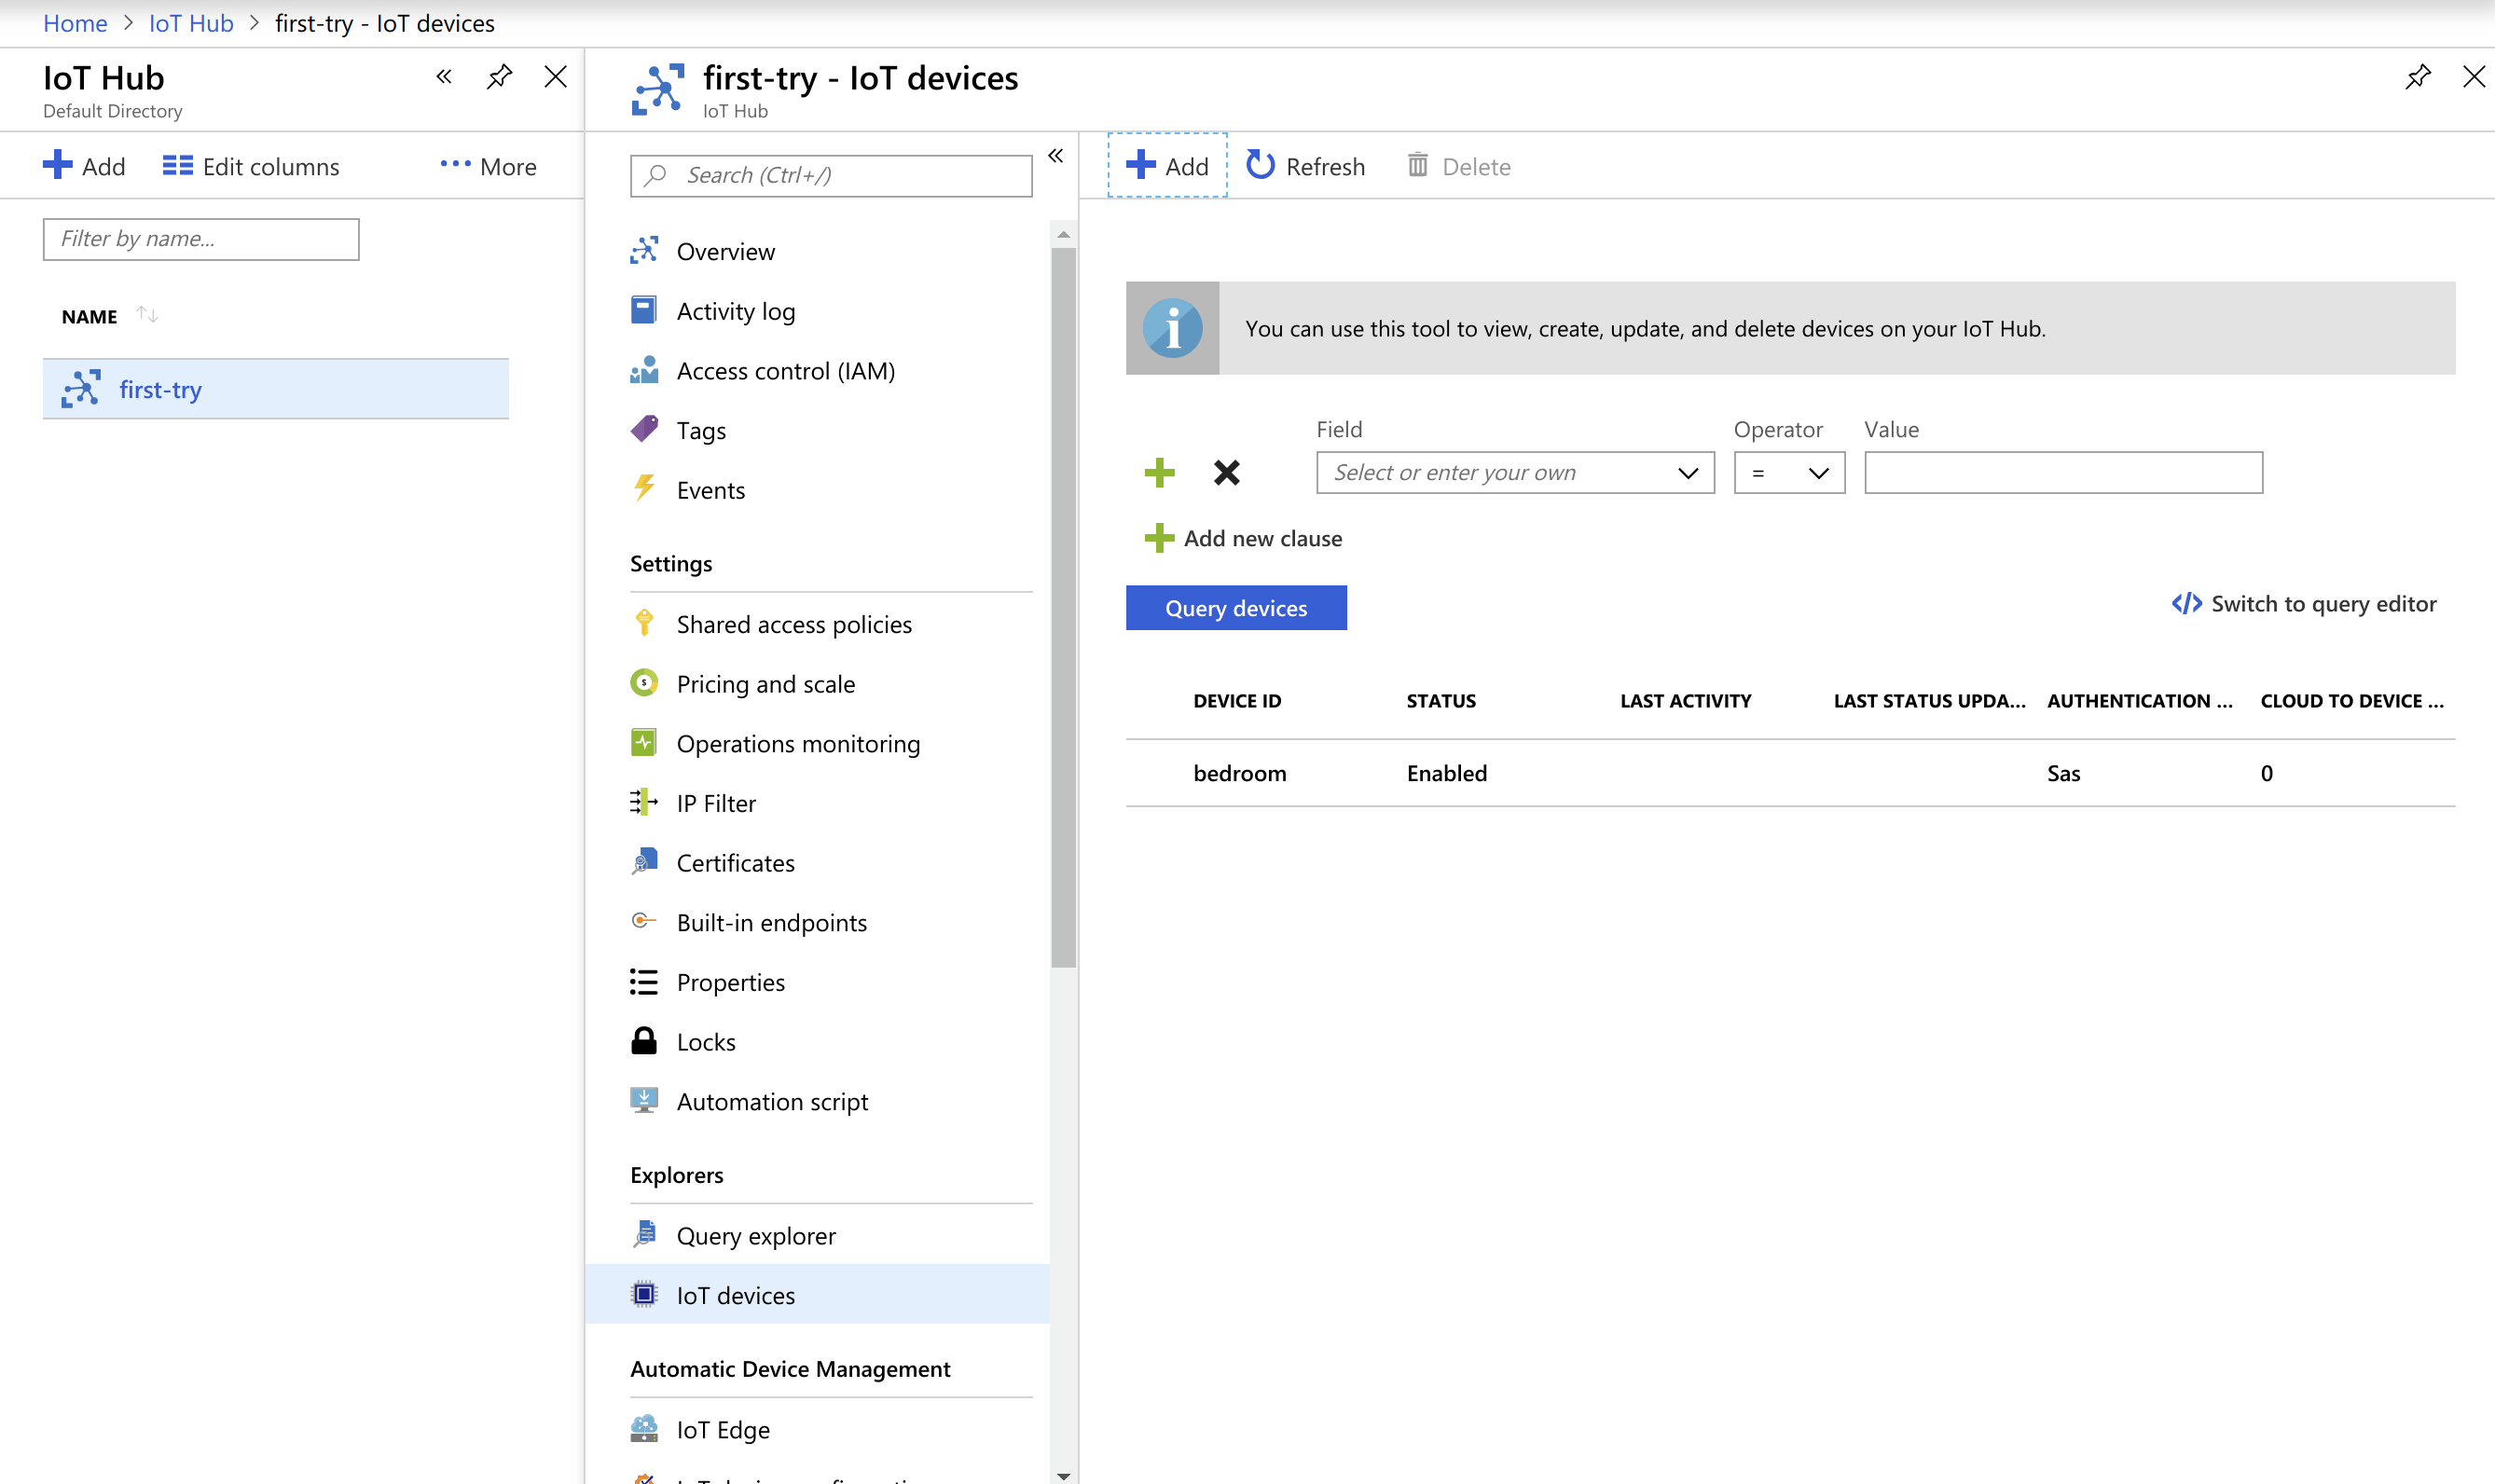 Home > IoT Hub > first-try - IoT devices
IoT Hub
Default Directory
Add
Edit columns
More
Filter by name...
NAME
first-try
first-try - IoT devices
IoT Hub
Search (Ctrl+/)
Overview
Activity log
Access control (IAM)
Tags
Events
Settings
Shared access policies
Pricing and scale
Operations monitoring
IP Filter
Certificates
Built-in endpoints
Properties
Locks
Automation script
Explorers
Query explorer
IoT devices
Automatic Device Management
IoT Edge
Add
Refresh
Delete
You can use this tool to view, create, update, and delete devices on your IoT Hub.
Field Operator Value
Select or enter your own =
Add new clause
Query devices
</> Switch to query editor
DEVICE ID STATUS LAST ACTIVITY LAST STATUS UPDA... AUTHENTICATION ... CLOUD TO DEVICE ...
bedroom Enabled Sas 0